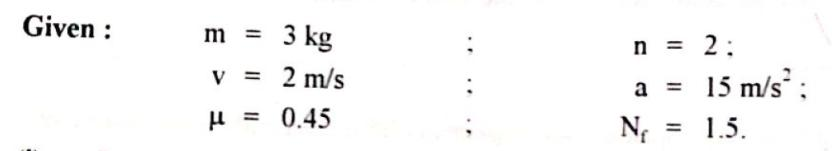 Given : m = 3 kg ; n = 2 ;
v = 2 m/s ; a = 15 m/s² ;
μ = 0.45 ; N_f = 1.5.